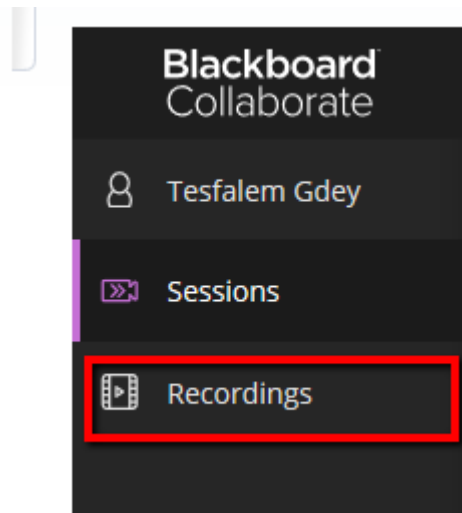 Blackboard
Collaborate
Tesfalem Gdey
Sessions
Recordings